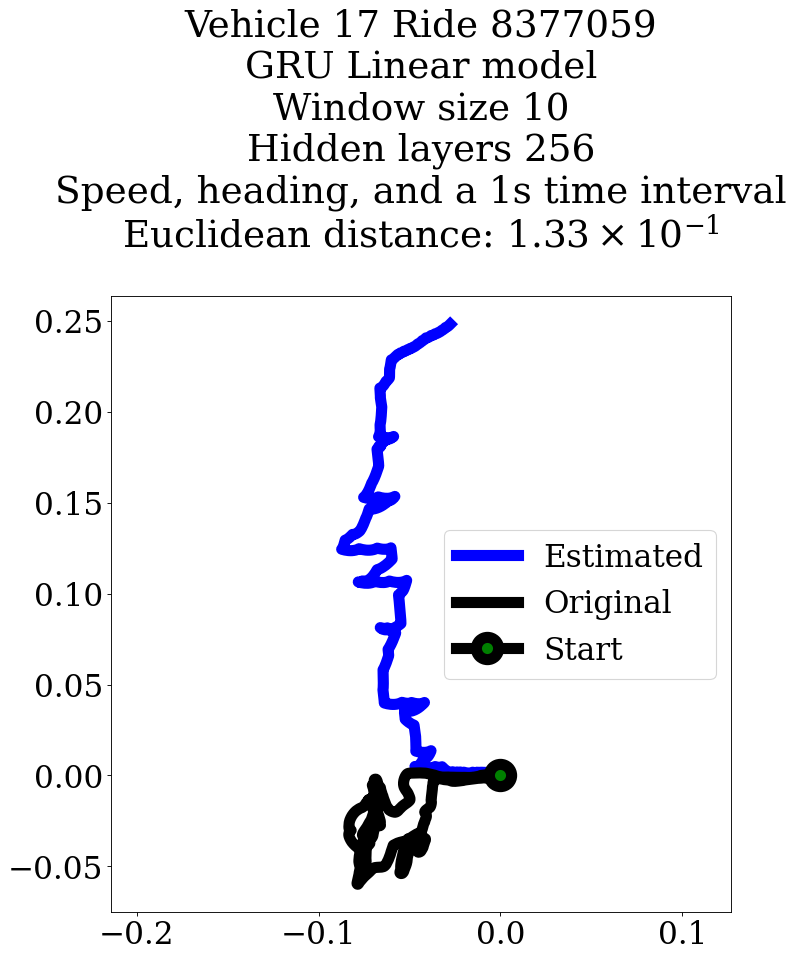 Vehicle 17 Ride 8377059
GRU Linear model
Window size 10
Hidden layers 256
Speed, heading, and a 1s time interval
Euclidean distance: 1.33 × 10⁻¹
0.25
0.20
0.15
0.10
0.05
0.00
−0.05
Estimated
Original
Start
−0.2 −0.1 0.0 0.1